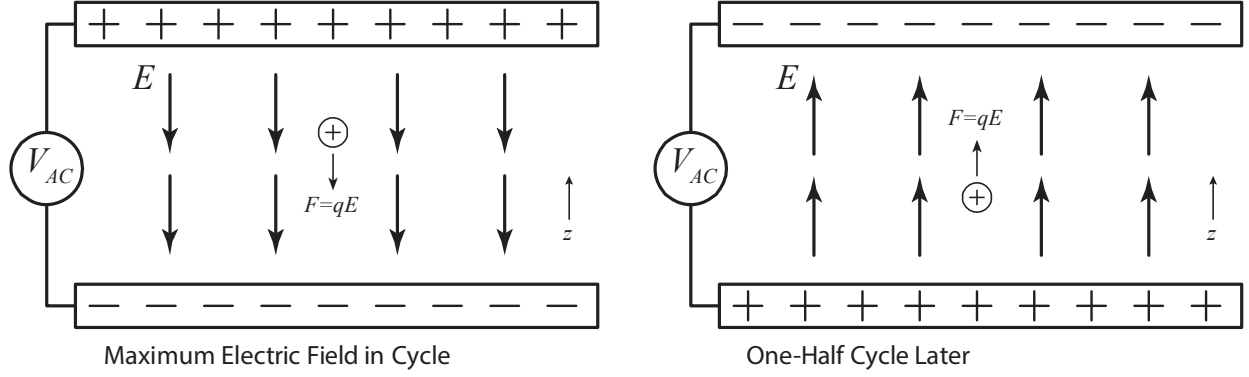 + + + + + + + + +
E
+
V_AC
F=qE
z
− − − − − − − − −
Maximum Electric Field in Cycle
− − − − − − − − −
E
F=qE
V_AC
+
z
+ + + + + + + + +
One-Half Cycle Later